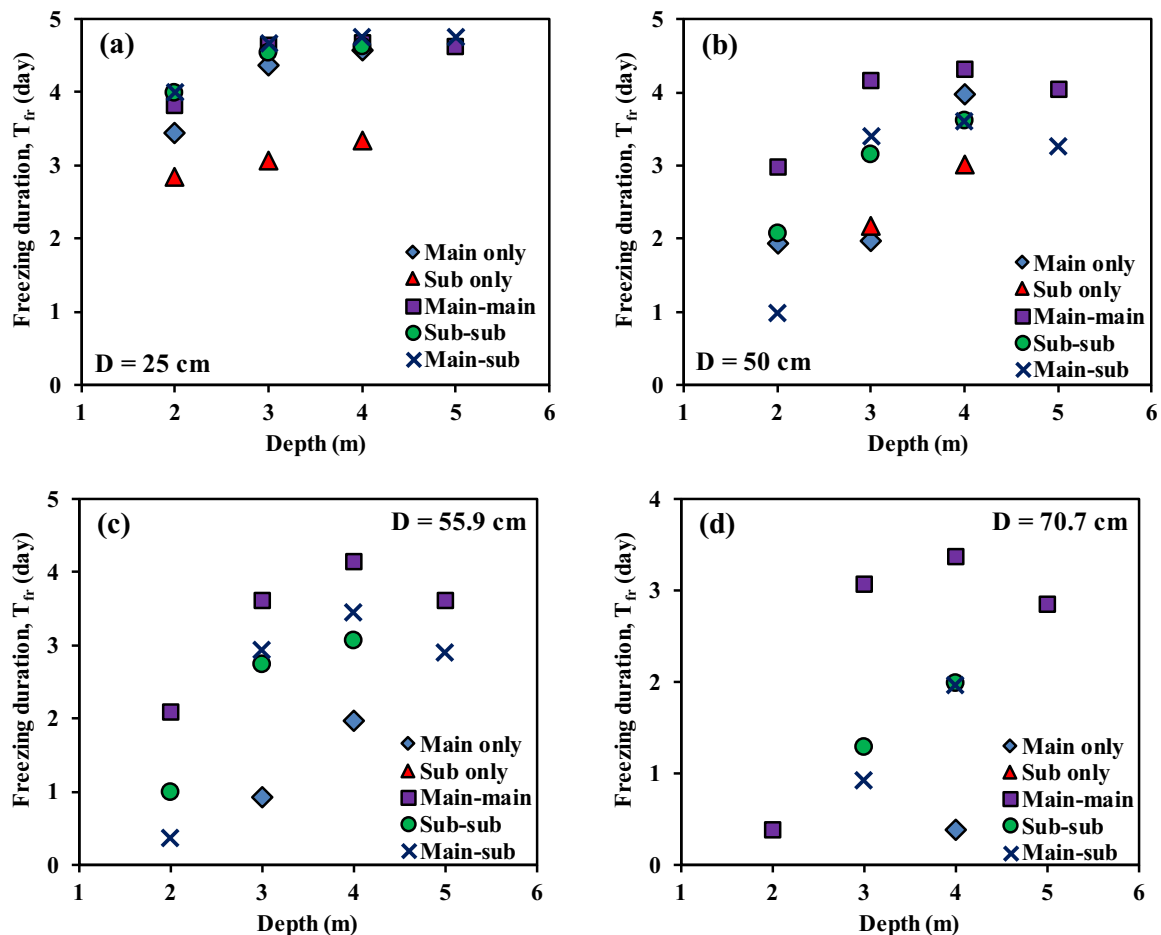 (a)
Freezing duration, Tfr (day)
5
4
3
2
1
0
Main only
Sub only
Main-main
Sub-sub
Main-sub
D = 25 cm
1 2 3 4 5 6
Depth (m)
(b)
Freezing duration, Tfr (day)
5
4
3
2
1
0
Main only
Sub only
Main-main
Sub-sub
Main-sub
D = 50 cm
1 2 3 4 5 6
Depth (m)
(c)
D = 55.9 cm
Freezing duration, Tfr (day)
5
4
3
2
1
0
Main only
Sub only
Main-main
Sub-sub
Main-sub
1 2 3 4 5 6
Depth (m)
(d)
D = 70.7 cm
Freezing duration, Tfr (day)
4
3
2
1
0
Main only
Sub only
Main-main
Sub-sub
Main-sub
1 2 3 4 5 6
Depth (m)